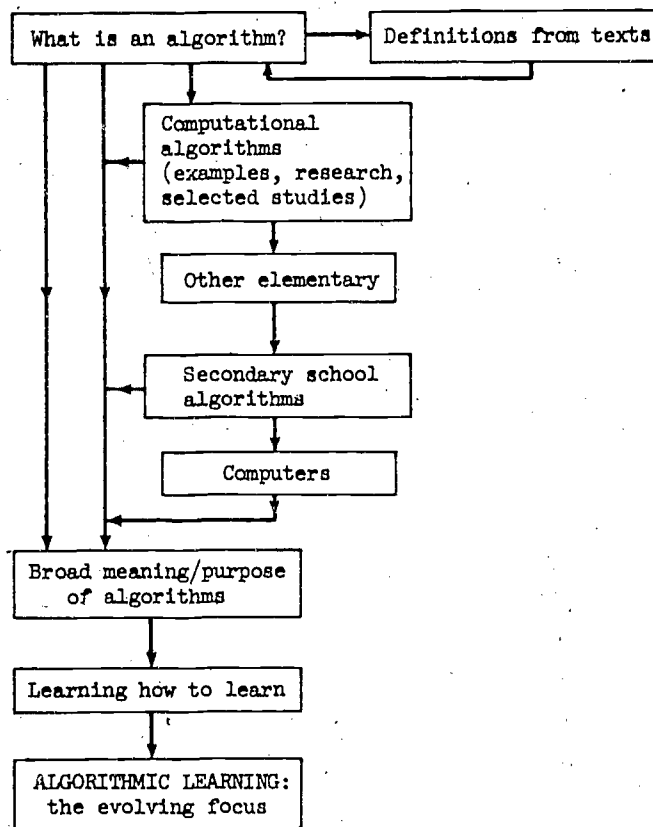 What is an algorithm?
Definitions from texts
Computational
algorithms
(examples, research,
selected studies)
Other elementary
Secondary school
algorithms
Computers
Broad meaning/purpose
of algorithms
Learning how to learn
ALGORITHMIC LEARNING:
the evolving focus